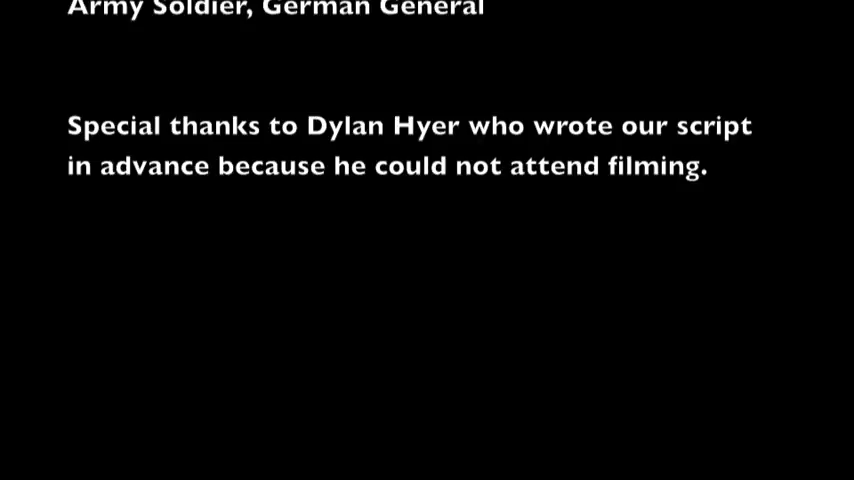 Army Soldier, German General
Special thanks to Dylan Hyer who wrote our script
in advance because he could not attend filming.